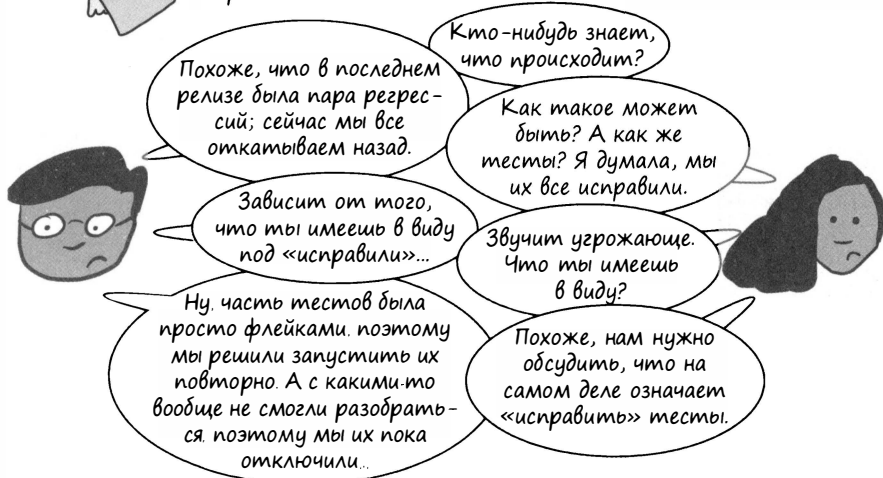 Кто-нибудь знает,
что происходит?
Похоже, что в последнем
релизе была пара регрес-
сий; сейчас мы все
откатываем назад.
Как такое может
быть? А как же
тесты? Я думала, мы
их все исправили.
Зависит от того,
что ты имеешь в виду
под «исправили»...
Звучит угрожающе.
Что ты имеешь
в виду?
Ну, часть тестов была
просто флейками, поэтому
мы решили запустить их
повторно. А с какими-то
вообще не смогли разобрать-
ся, поэтому мы их пока
отключили...
Похоже, нам нужно
обсудить, что на
самом деле означает
«исправить» тесты.